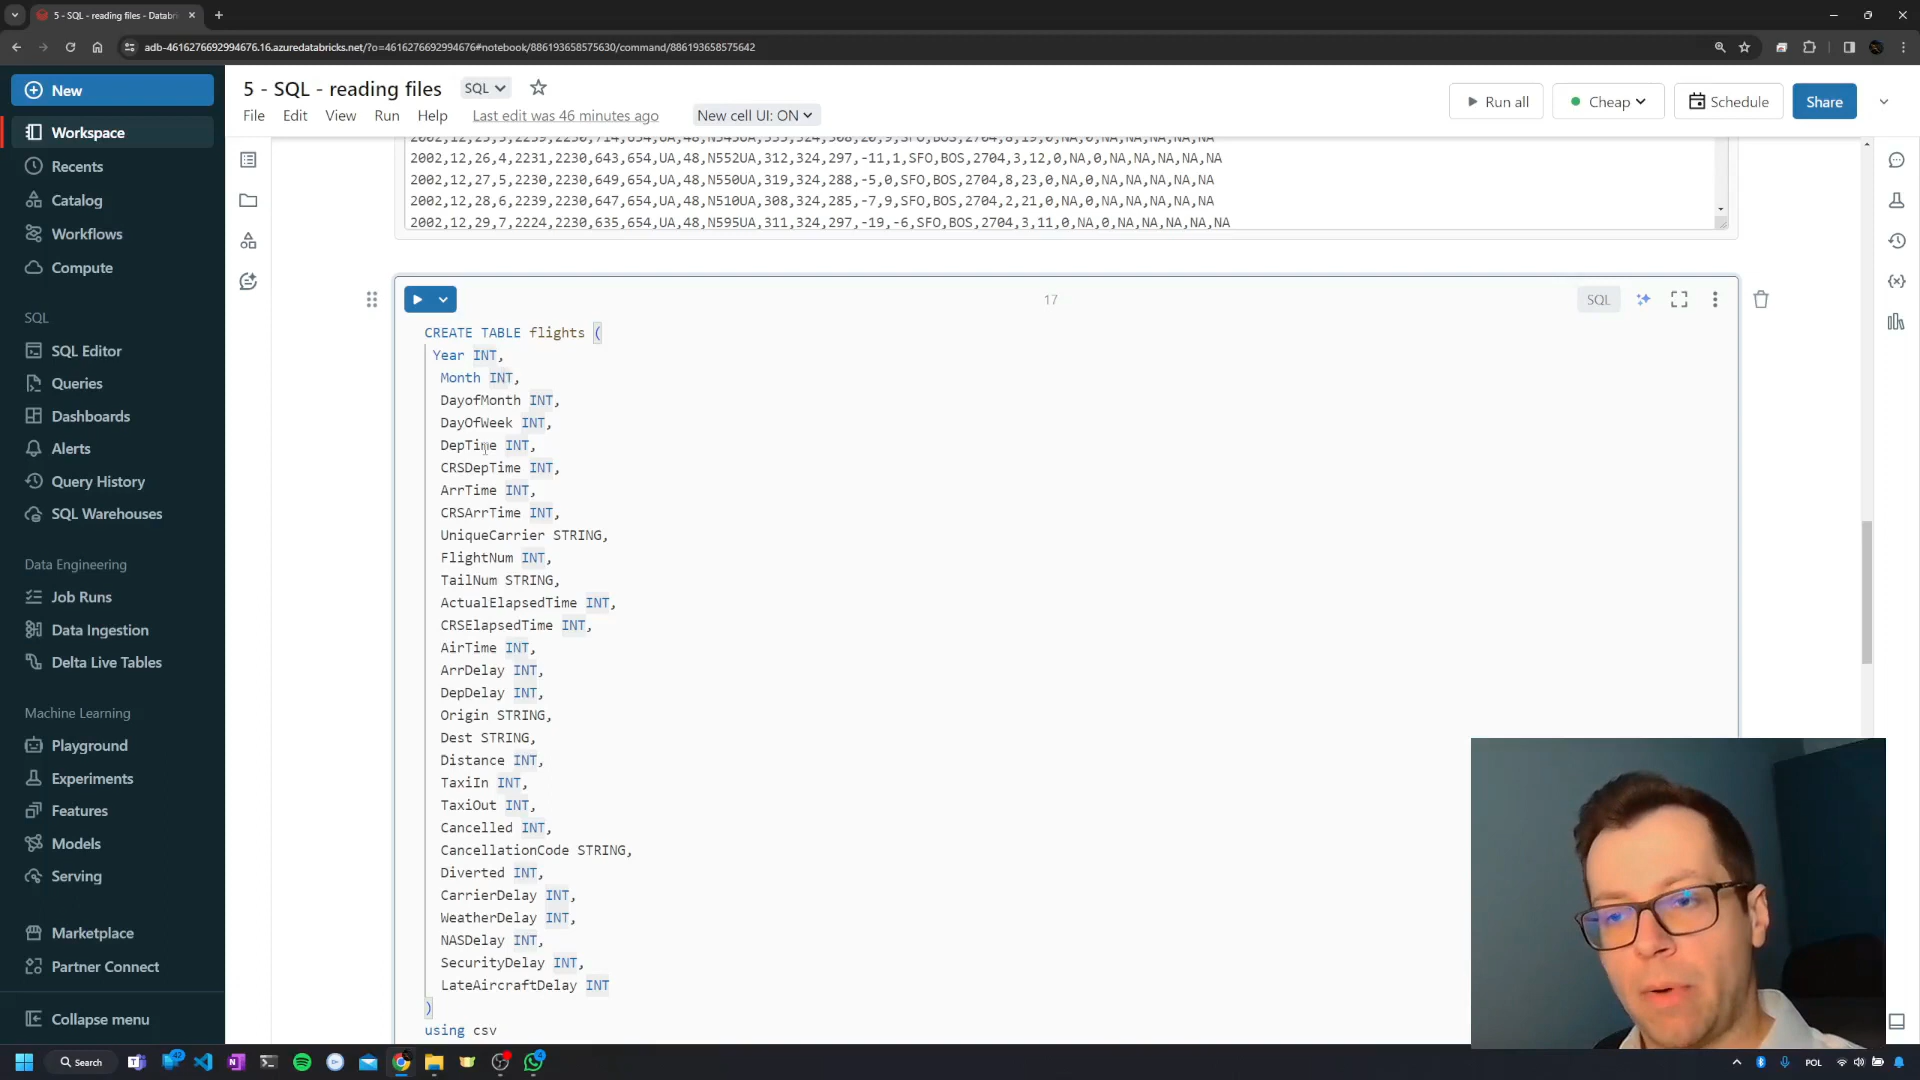 5 - SQL - reading files - Databri
adb-4616276692994676.16.azuredatabricks.net/?o=4616276692994676#notebook/886193658575630/command/886193658575642
New
Workspace
Recents
Catalog
Workflows
Compute
SQL
SQL Editor
Queries
Dashboards
Alerts
Query History
SQL Warehouses
Data Engineering
Job Runs
Data Ingestion
Delta Live Tables
Machine Learning
Playground
Experiments
Features
Models
Serving
Marketplace
Partner Connect
Collapse menu
5 - SQL - reading files SQL
File Edit View Run Help Last edit was 46 minutes ago New cell UI: ON
Run all Cheap Schedule Share
2002,12,26,4,2231,2230,643,654,UA,48,N552UA,312,324,297,-11,1,SFO,BOS,2704,3,12,0,NA,0,NA,NA,NA,NA,NA
2002,12,27,5,2230,2230,649,654,UA,48,N550UA,319,324,288,-5,0,SFO,BOS,2704,8,23,0,NA,0,NA,NA,NA,NA,NA
2002,12,28,6,2239,2230,647,654,UA,48,N510UA,308,324,285,-7,9,SFO,BOS,2704,2,21,0,NA,0,NA,NA,NA,NA,NA
2002,12,29,7,2224,2230,635,654,UA,48,N595UA,311,324,297,-19,-6,SFO,BOS,2704,3,11,0,NA,0,NA,NA,NA,NA,NA
17
SQL
CREATE TABLE flights (
Year INT,
Month INT,
DayofMonth INT,
DayOfWeek INT,
DepTime INT,
CRSDepTime INT,
ArrTime INT,
CRSArrTime INT,
UniqueCarrier STRING,
FlightNum INT,
TailNum STRING,
ActualElapsedTime INT,
CRSElapsedTime INT,
AirTime INT,
ArrDelay INT,
DepDelay INT,
Origin STRING,
Dest STRING,
Distance INT,
TaxiIn INT,
TaxiOut INT,
Cancelled INT,
CancellationCode STRING,
Diverted INT,
CarrierDelay INT,
WeatherDelay INT,
NASDelay INT,
SecurityDelay INT,
LateAircraftDelay INT
)
using csv
Search
POL